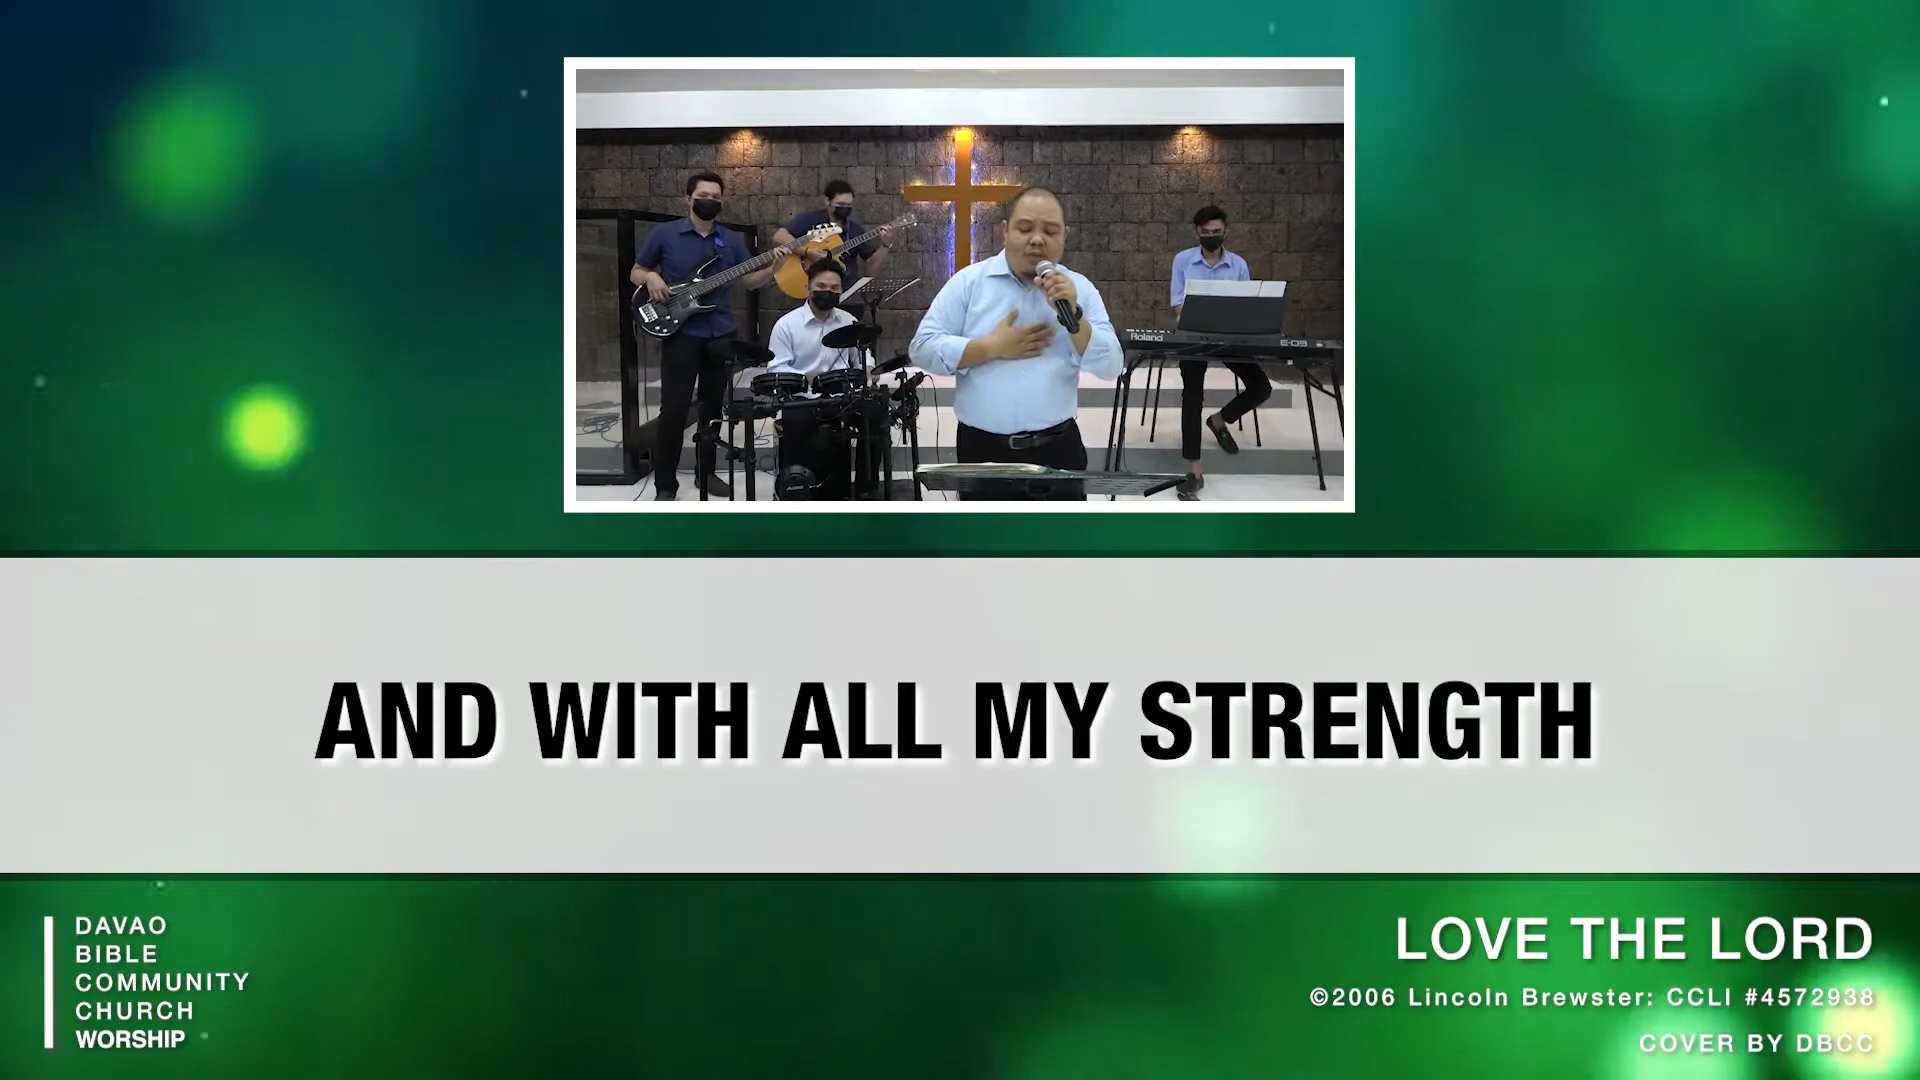 Roland
E-09
AND WITH ALL MY STRENGTH
DAVAO
BIBLE
COMMUNITY
CHURCH
WORSHIP
LOVE THE LORD
©2006 Lincoln Brewster: CCLI #4572938
COVER BY DBCC